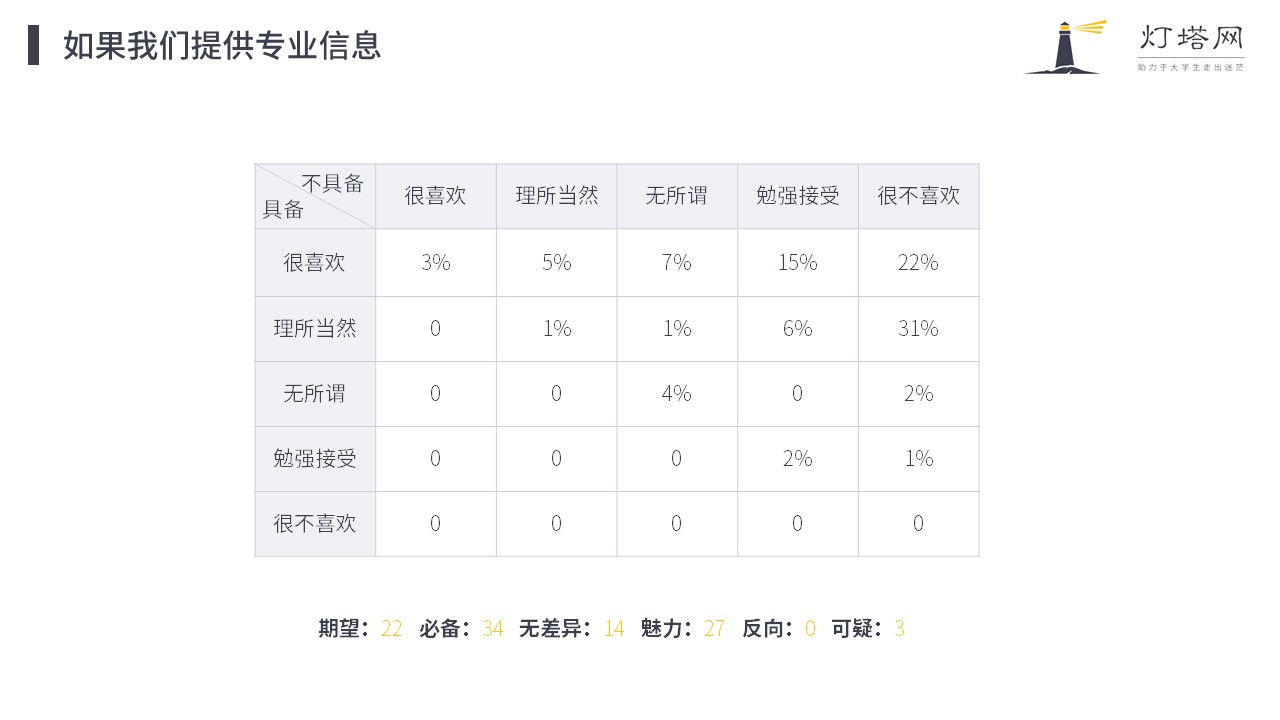 如果我们提供专业信息
灯塔网
助力于大学生走出迷茫
不具备
具备
很喜欢 理所当然 无所谓 勉强接受 很不喜欢
很喜欢 3% 5% 7% 15% 22%
理所当然 0 1% 1% 6% 31%
无所谓 0 0 4% 0 2%
勉强接受 0 0 0 2% 1%
很不喜欢 0 0 0 0 0
期望：22 必备：34 无差异：14 魅力：27 反向：0 可疑：3